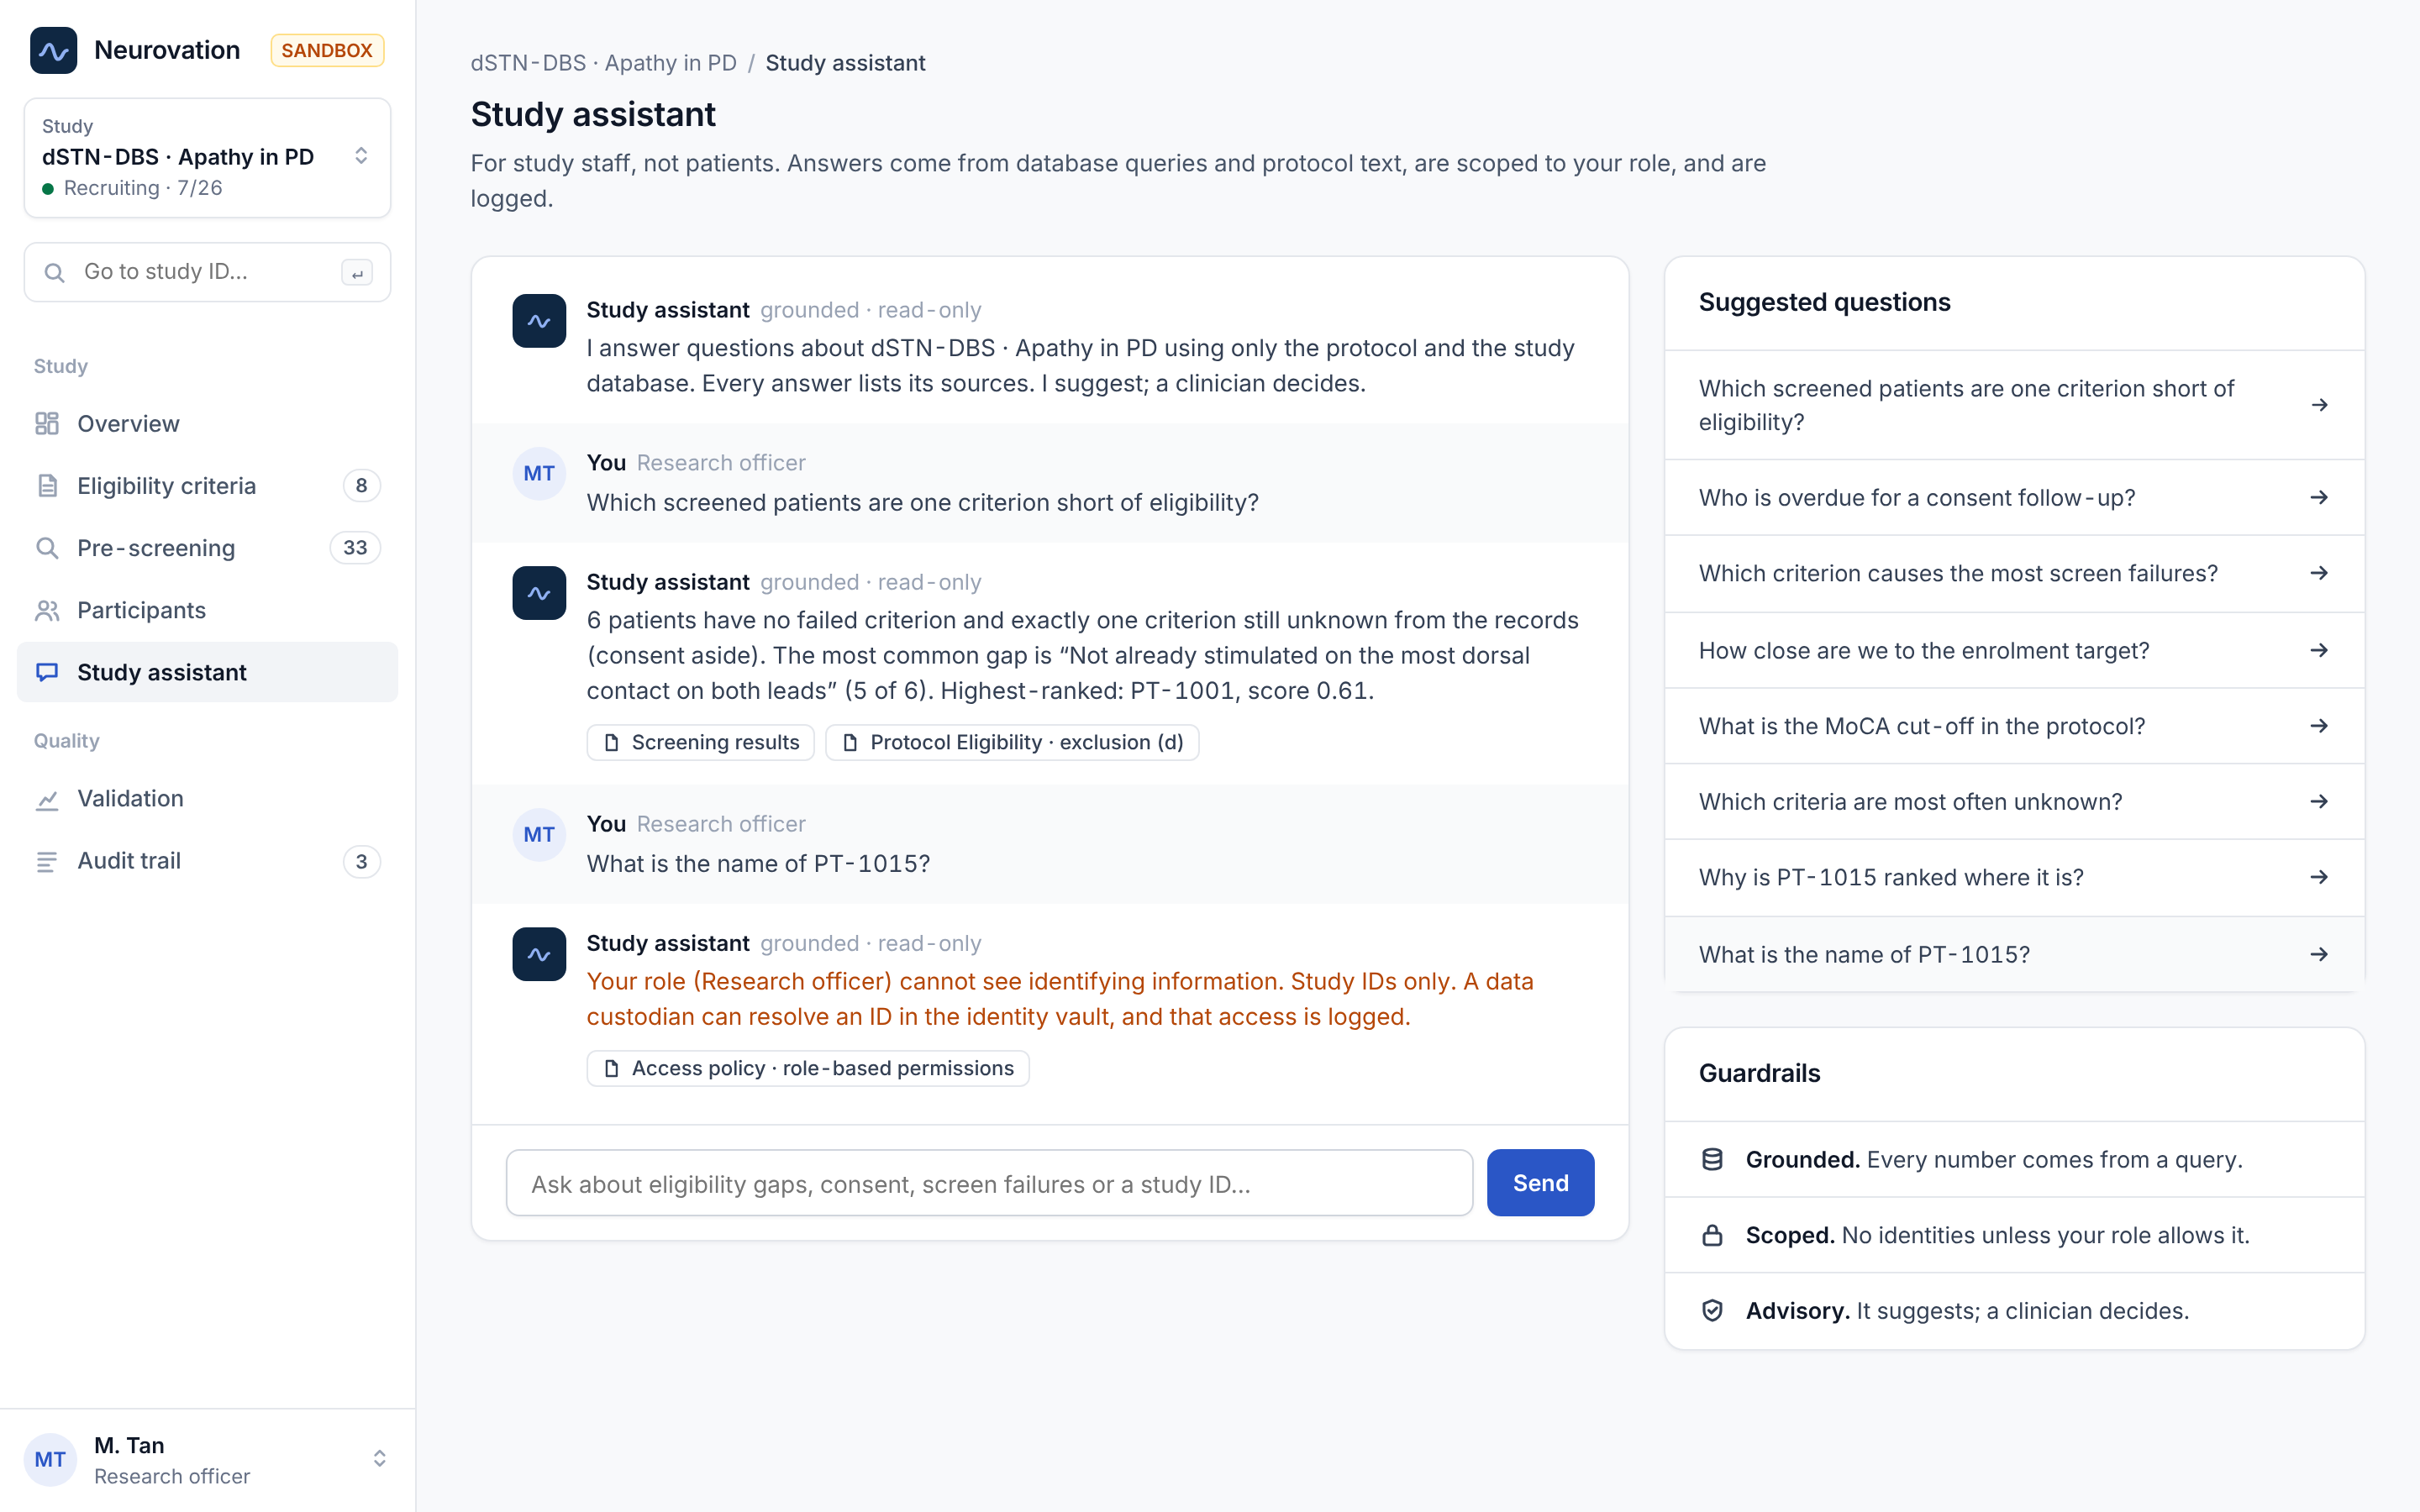 Neurovation
SANDBOX
Study
dSTN-DBS · Apathy in PD
Recruiting · 7/26
Go to study ID...
Study
Overview
Eligibility criteria 8
Pre-screening 33
Participants
Study assistant
Quality
Validation
Audit trail 3
MT
M. Tan
Research officer
dSTN-DBS · Apathy in PD / Study assistant
Study assistant
For study staff, not patients. Answers come from database queries and protocol text, are scoped to your role, and are
logged.
Study assistant grounded · read-only
I answer questions about dSTN-DBS · Apathy in PD using only the protocol and the study
database. Every answer lists its sources. I suggest; a clinician decides.
MT
You Research officer
Which screened patients are one criterion short of eligibility?
Study assistant grounded · read-only
6 patients have no failed criterion and exactly one criterion still unknown from the records
(consent aside). The most common gap is “Not already stimulated on the most dorsal
contact on both leads” (5 of 6). Highest-ranked: PT-1001, score 0.61.
Screening results
Protocol Eligibility · exclusion (d)
MT
You Research officer
What is the name of PT-1015?
Study assistant grounded · read-only
Your role (Research officer) cannot see identifying information. Study IDs only. A data
custodian can resolve an ID in the identity vault, and that access is logged.
Access policy · role-based permissions
Ask about eligibility gaps, consent, screen failures or a study ID...
Send
Suggested questions
Which screened patients are one criterion short of
eligibility?
Who is overdue for a consent follow-up?
Which criterion causes the most screen failures?
How close are we to the enrolment target?
What is the MoCA cut-off in the protocol?
Which criteria are most often unknown?
Why is PT-1015 ranked where it is?
What is the name of PT-1015?
Guardrails
Grounded. Every number comes from a query.
Scoped. No identities unless your role allows it.
Advisory. It suggests; a clinician decides.